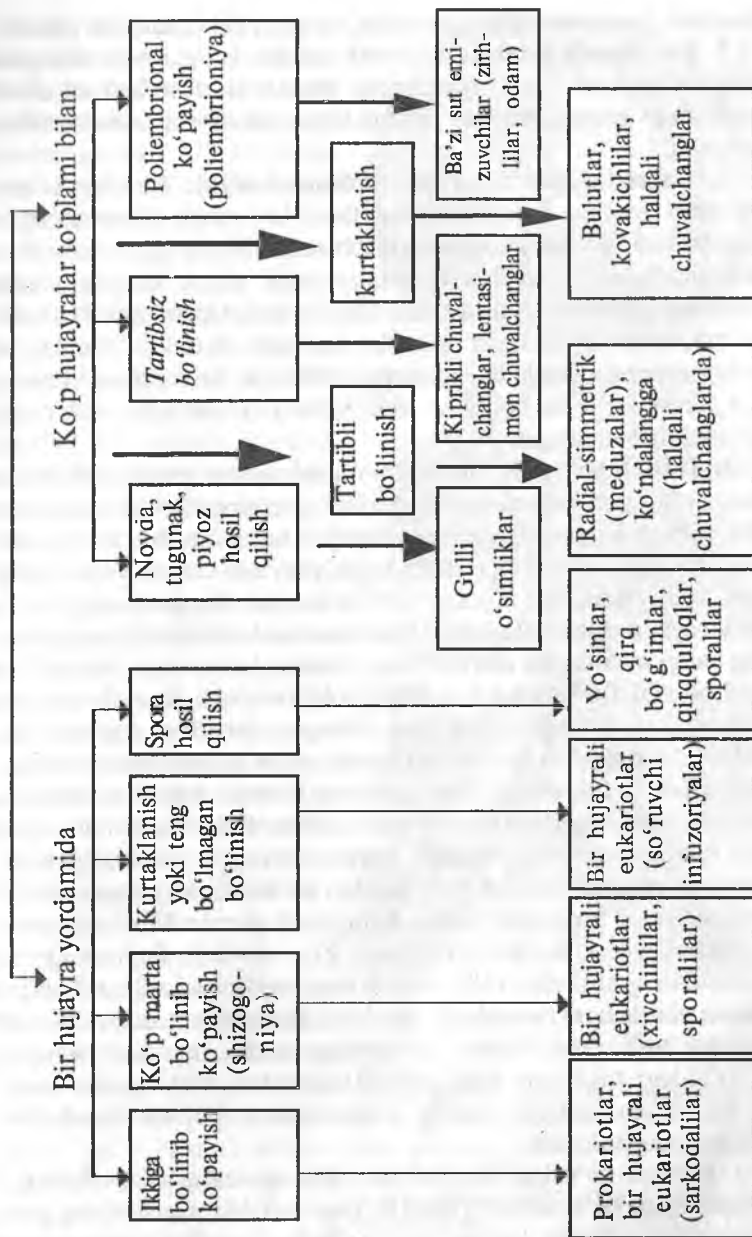 Bir hujayra yordamida
Ko‘p hujayralar to‘plami bilan
Ikkiga
bo‘linib
ko‘payish
Ko‘p marta
bo‘linib
ko‘payish
(shizogo-
niya)
Kurtaklanish
yoki teng
bo‘lmagan
bo‘linish
Spora
hosil
qilish
Novda,
tugunak,
piyoz
hosil
qilish
Tartibli
bo‘linish
Tartibsiz
bo‘linish
kurtaklanish
Poliembrional
ko‘payish
(poliembrioniya)
Gulli
o‘simliklar
Kiprikli chuval-
changlar, lentasi-
mon chuvalchanglar
Ba’zi sut emi-
zuvchilar (zirh-
lilar, odam)
Prokariotlar,
bir hujayrali
eukariotlar
(sarkodalilar)
Bir hujayrali
eukariotlar
(xivchinlilar,
sporalilar)
Bir hujayrali
eukariotlar
(so‘ruvchi
infuzoriyalar)
Yo‘sinlar,
qirq
bo‘g‘imlar,
qirqquloqlar,
sporalilar
Radial-simmetrik
(meduzalar),
ko‘ndalangiga
(halqali
chuvalchanglarda)
Bulutlar,
kovakichlilar,
halqali
chuvalchanglar